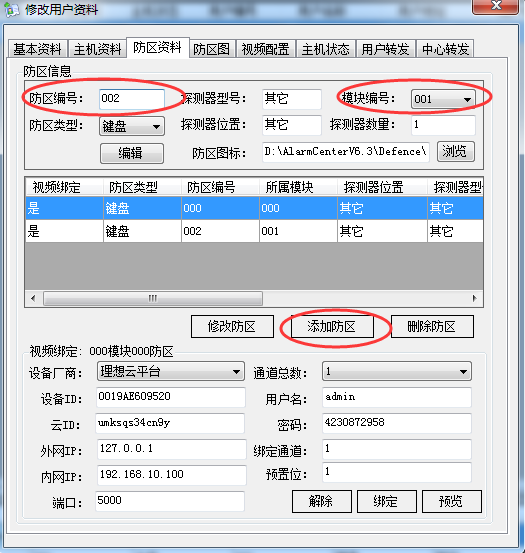 修改用户资料
基本资料 主机资料 防区资料 防区图 视频配置 主机状态 用户转发 中心转发
防区信息
防区编号: 002 探测器型号: 其它 模块编号: 001
防区类型: 键盘 探测器位置: 其它 探测器数量: 1
编辑 防区图标: D:\AlarmCenterV6.3\Defence\ 浏览
视频绑定 防区类型 防区编号 所属模块 探测器位置 探测器型
是 键盘 000 000 其它 其它
是 键盘 002 001 其它 其它
修改防区 添加防区 删除防区
视频绑定: 000模块000防区
设备厂商: 理想云平台 通道总数: 1
设备ID: 0019AE609520 用户名: admin
云ID: umksqs34cn9y 密码: 4230872958
外网IP: 127.0.0.1 绑定通道: 1
内网IP: 192.168.10.100 预置位: 1
端口: 5000 解除 绑定 预览